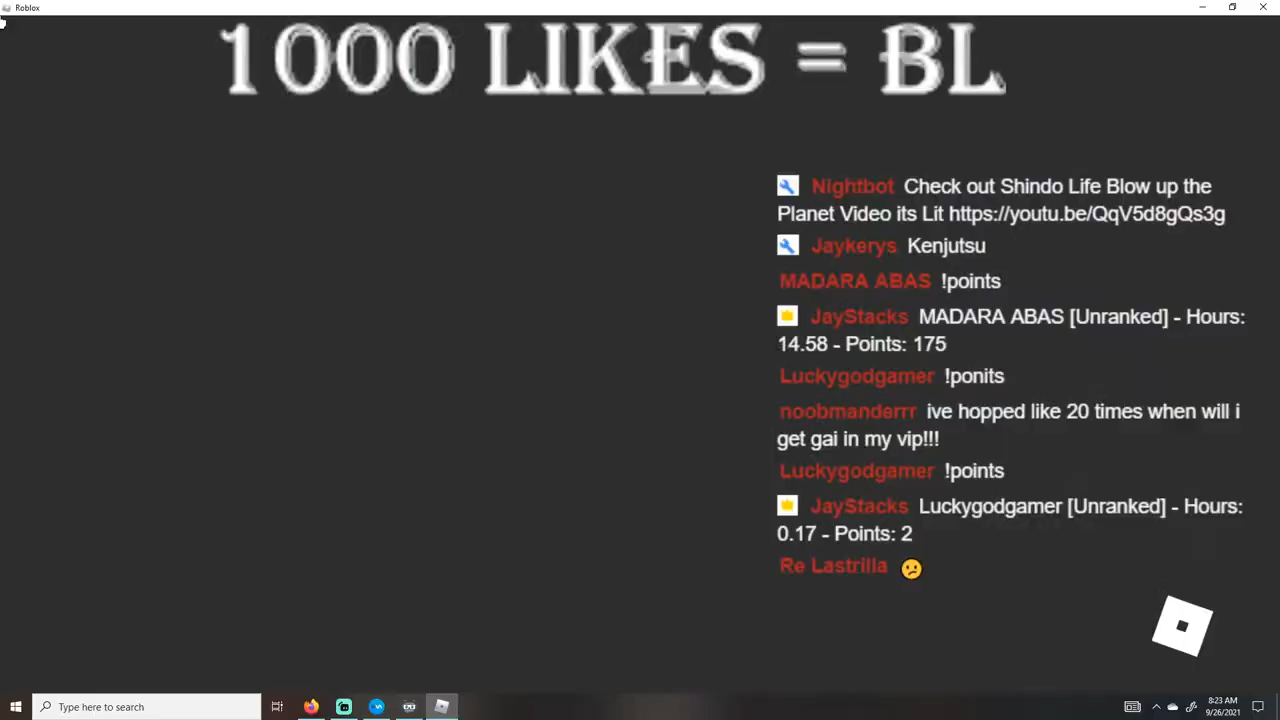 Roblox
1000 LIKES = BL
Nightbot Check out Shindo Life Blow up the
Planet Video its Lit https://youtu.be/QqV5d8gQs3g
Jaykerys Kenjutsu
MADARA ABAS !points
JayStacks MADARA ABAS [Unranked] - Hours:
14.58 - Points: 175
Luckygodgamer !ponits
noobmanderrr ive hopped like 20 times when will i
get gai in my vip!!!
Luckygodgamer !points
JayStacks Luckygodgamer [Unranked] - Hours:
0.17 - Points: 2
Re Lastrilla 😕
Type here to search
8:23 AM
9/26/2021